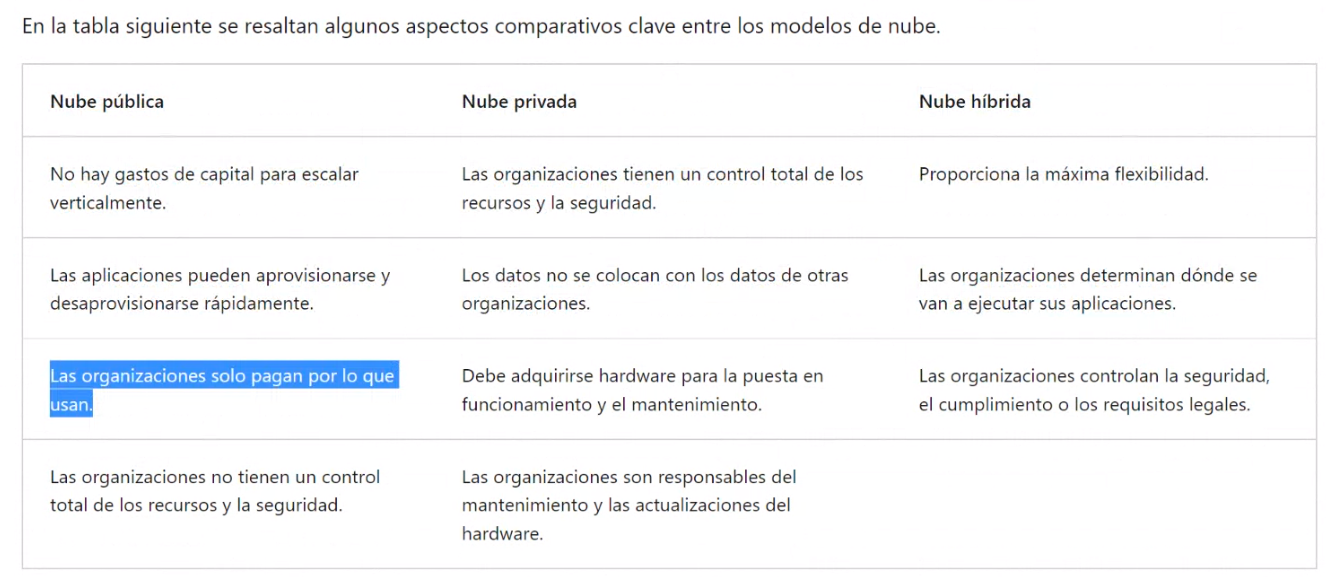 En la tabla siguiente se resaltan algunos aspectos comparativos clave entre los modelos de nube.
Nube pública
Nube privada
Nube híbrida
No hay gastos de capital para escalar
verticalmente.
Las organizaciones tienen un control total de los
recursos y la seguridad.
Proporciona la máxima flexibilidad.
Las aplicaciones pueden aprovisionarse y
desaprovisionarse rápidamente.
Los datos no se colocan con los datos de otras
organizaciones.
Las organizaciones determinan dónde se
van a ejecutar sus aplicaciones.
Las organizaciones solo pagan por lo que
usan.
Debe adquirirse hardware para la puesta en
funcionamiento y el mantenimiento.
Las organizaciones controlan la seguridad,
el cumplimiento o los requisitos legales.
Las organizaciones no tienen un control
total de los recursos y la seguridad.
Las organizaciones son responsables del
mantenimiento y las actualizaciones del
hardware.